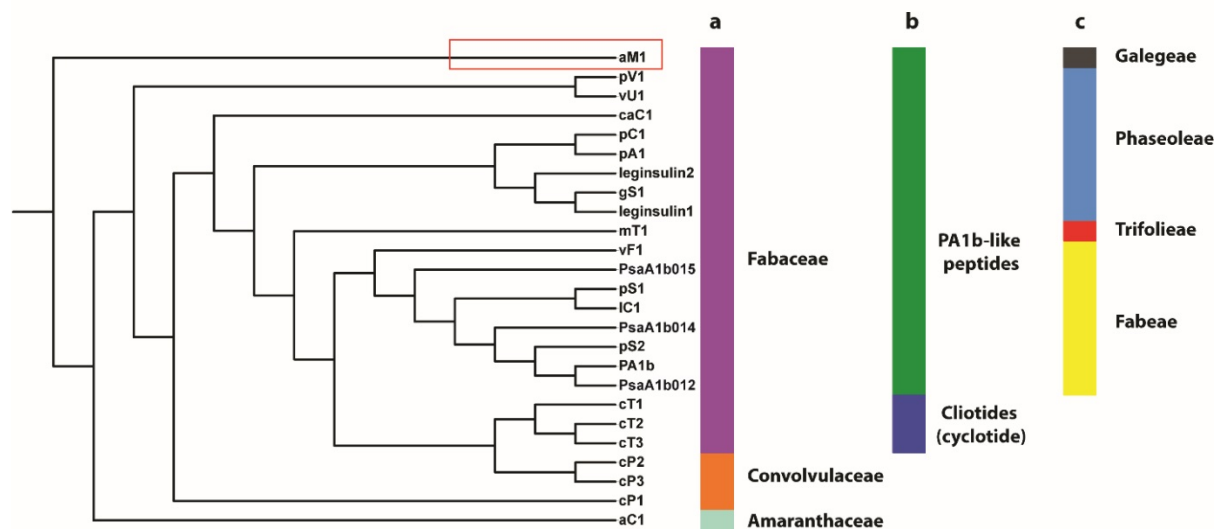 a
b
c
aM1
pV1
vU1
caC1
pC1
pA1
leginsulin2
gS1
leginsulin1
mT1
vF1
PsaA1b015
pS1
lC1
PsaA1b014
pS2
PA1b
PsaA1b012
cT1
cT2
cT3
cP2
cP3
cP1
aC1
Fabaceae
Convolvulaceae
Amaranthaceae
PA1b-like
peptides
Cliotides
(cyclotide)
Galegeae
Phaseoleae
Trifolieae
Fabeae